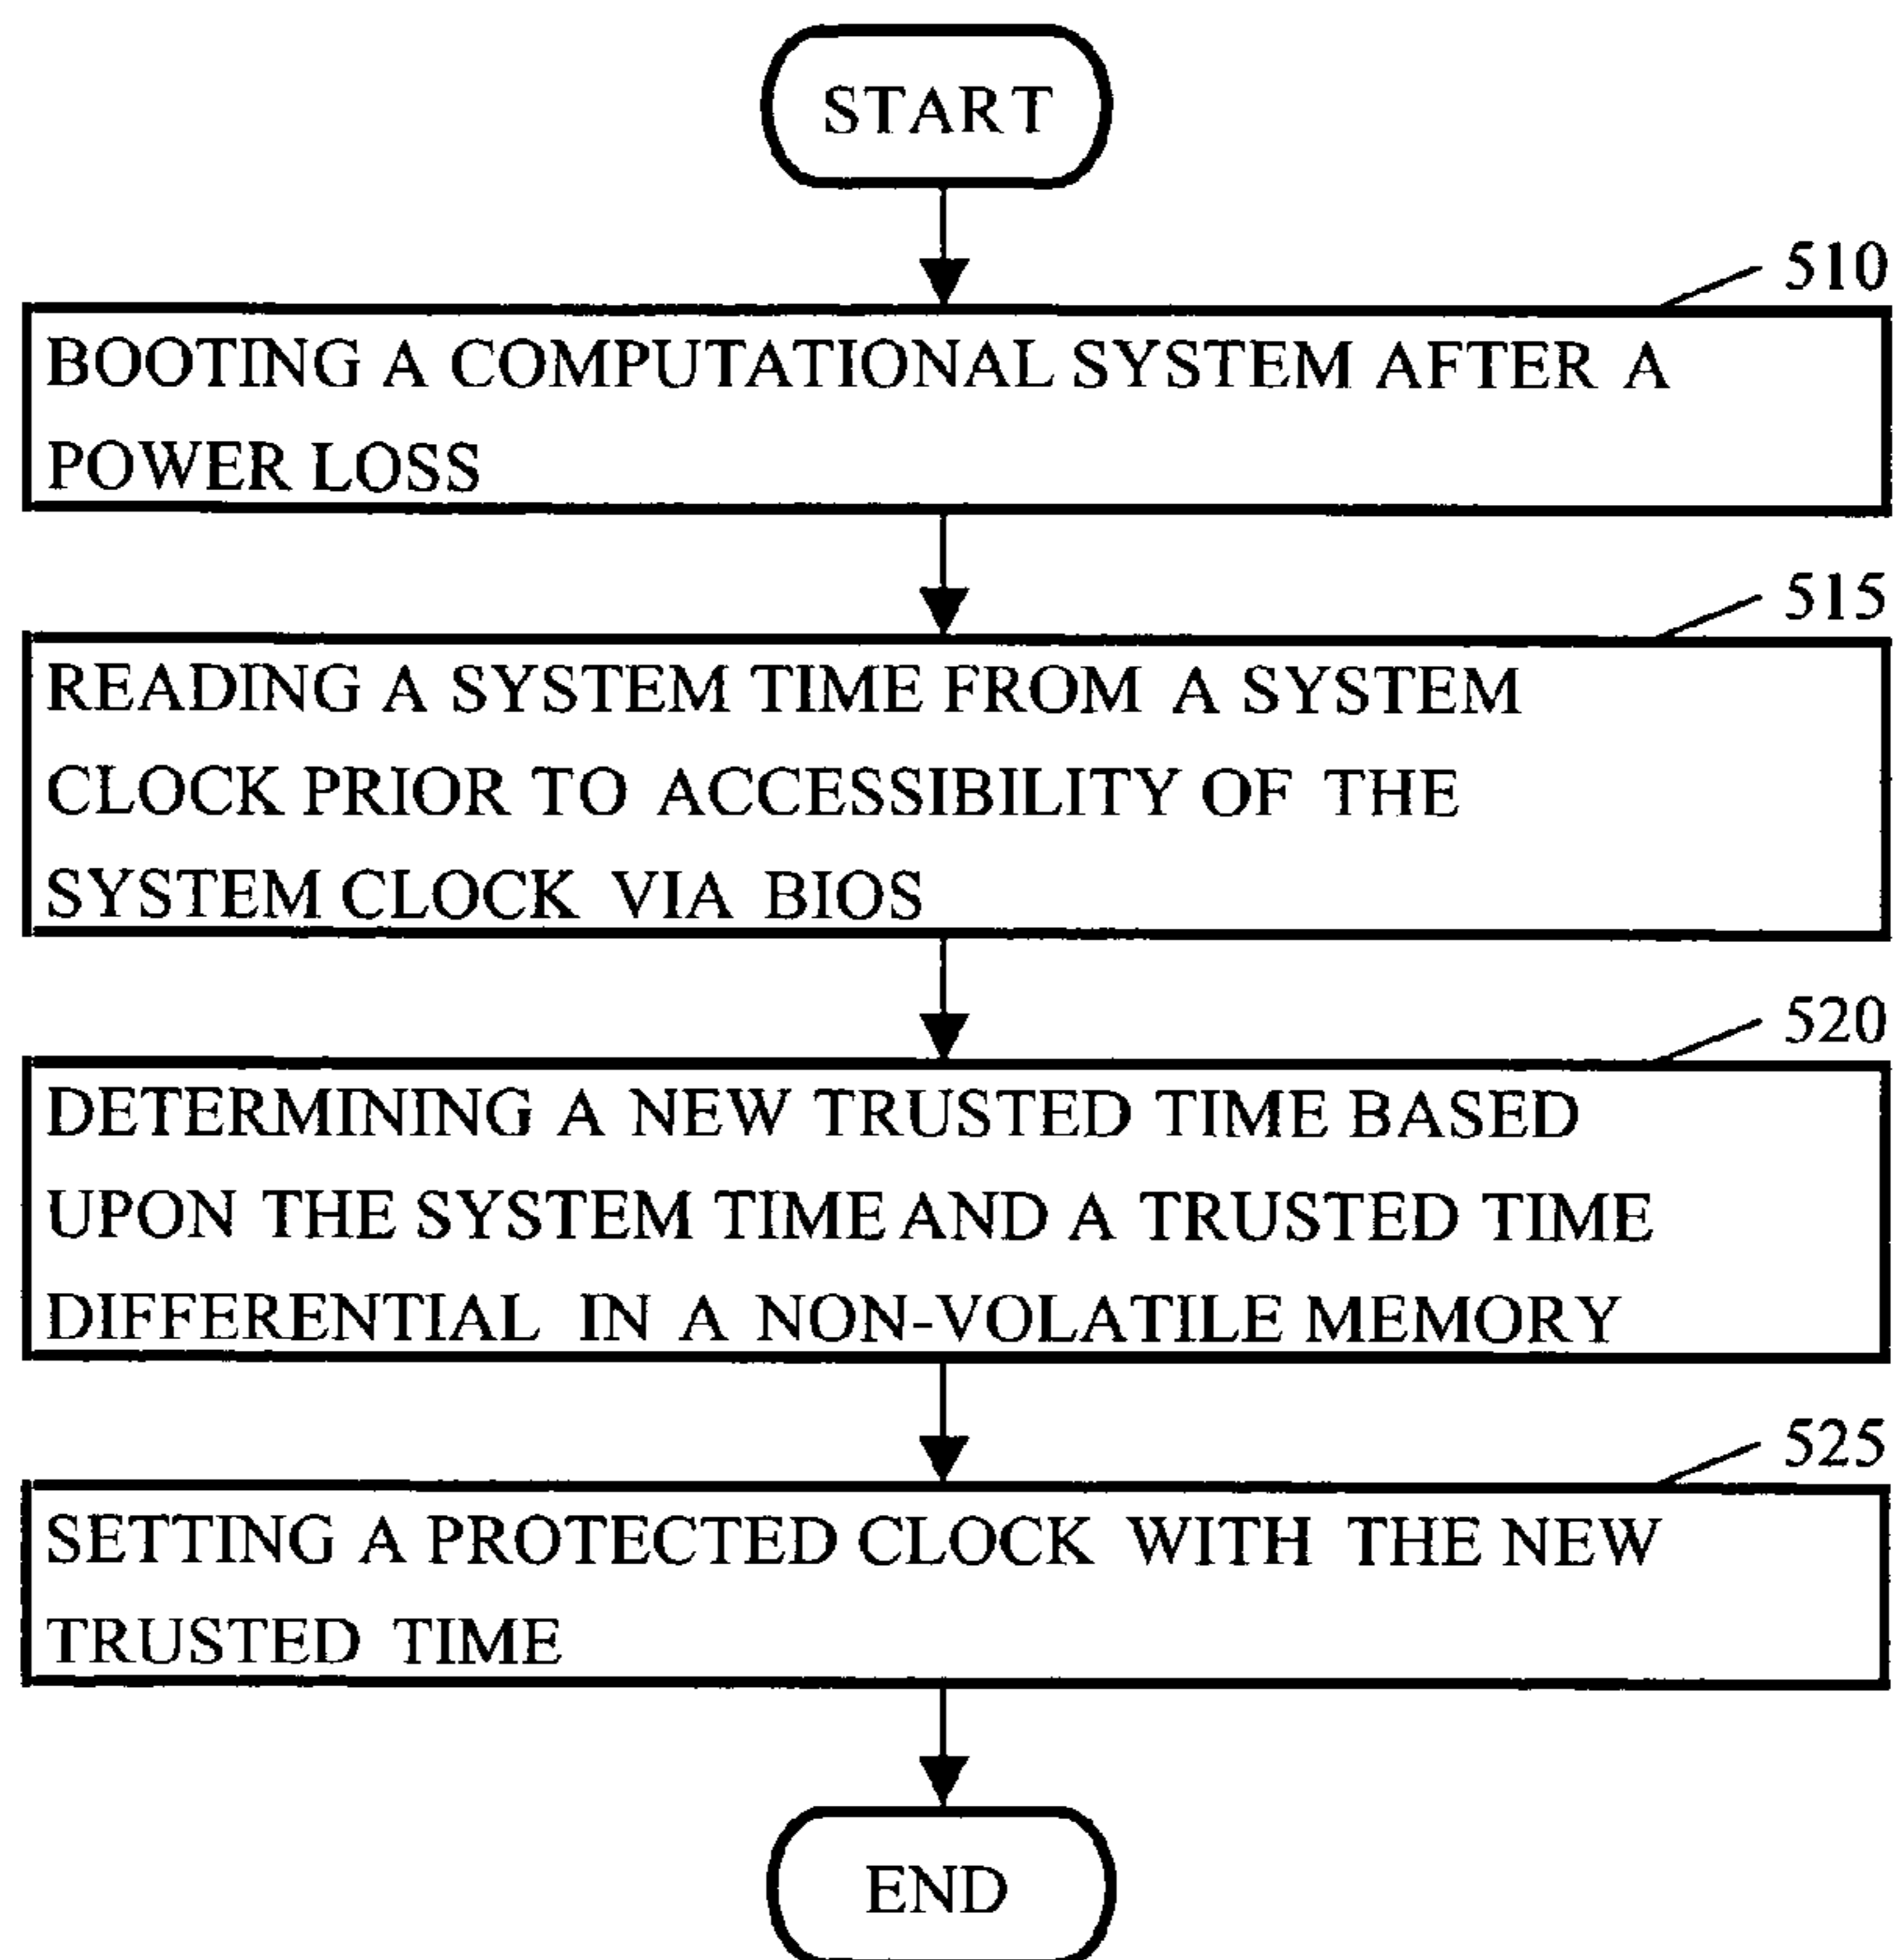 START
510
BOOTING A COMPUTATIONAL SYSTEM AFTER A
POWER LOSS
515
READING A SYSTEM TIME FROM A SYSTEM
CLOCK PRIOR TO ACCESSIBILITY OF THE
SYSTEM CLOCK VIA BIOS
520
DETERMINING A NEW TRUSTED TIME BASED
UPON THE SYSTEM TIME AND A TRUSTED TIME
DIFFERENTIAL IN A NON-VOLATILE MEMORY
525
SETTING A PROTECTED CLOCK WITH THE NEW
TRUSTED TIME
END